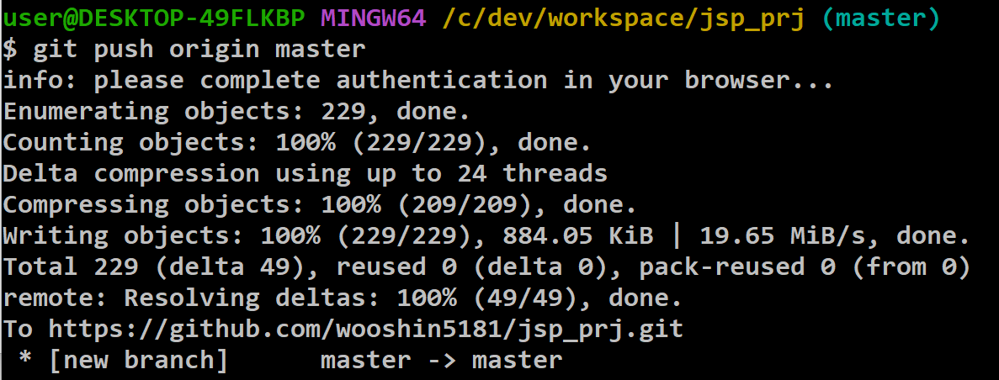 user@DESKTOP-49FLKBP MINGW64 /c/dev/workspace/jsp_prj (master)
$ git push origin master
info: please complete authentication in your browser...
Enumerating objects: 229, done.
Counting objects: 100% (229/229), done.
Delta compression using up to 24 threads
Compressing objects: 100% (209/209), done.
Writing objects: 100% (229/229), 884.05 KiB | 19.65 MiB/s, done.
Total 229 (delta 49), reused 0 (delta 0), pack-reused 0 (from 0)
remote: Resolving deltas: 100% (49/49), done.
To https://github.com/wooshin5181/jsp_prj.git
 * [new branch]      master -> master